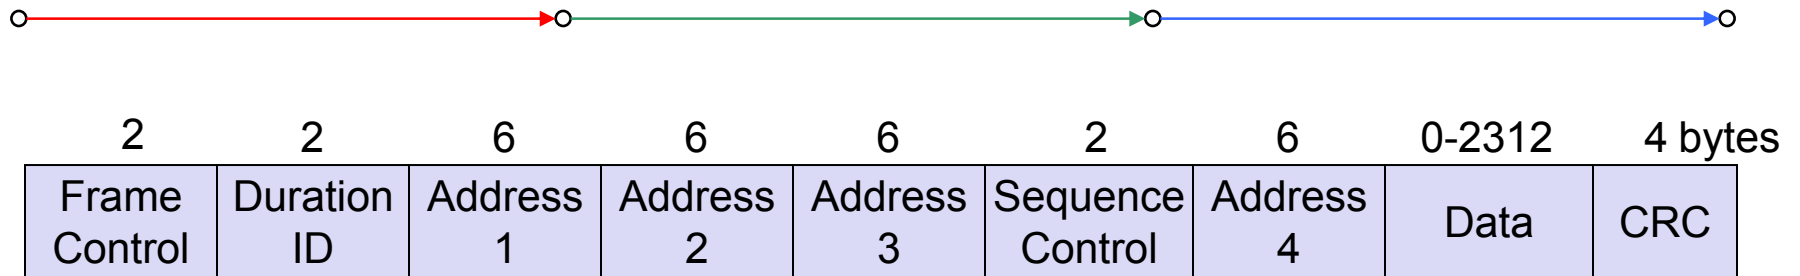 2 2 6 6 6 2 6 0-2312 4 bytes
Frame Duration Address Address Address Sequence Address Data CRC
Control ID 1 2 3 Control 4